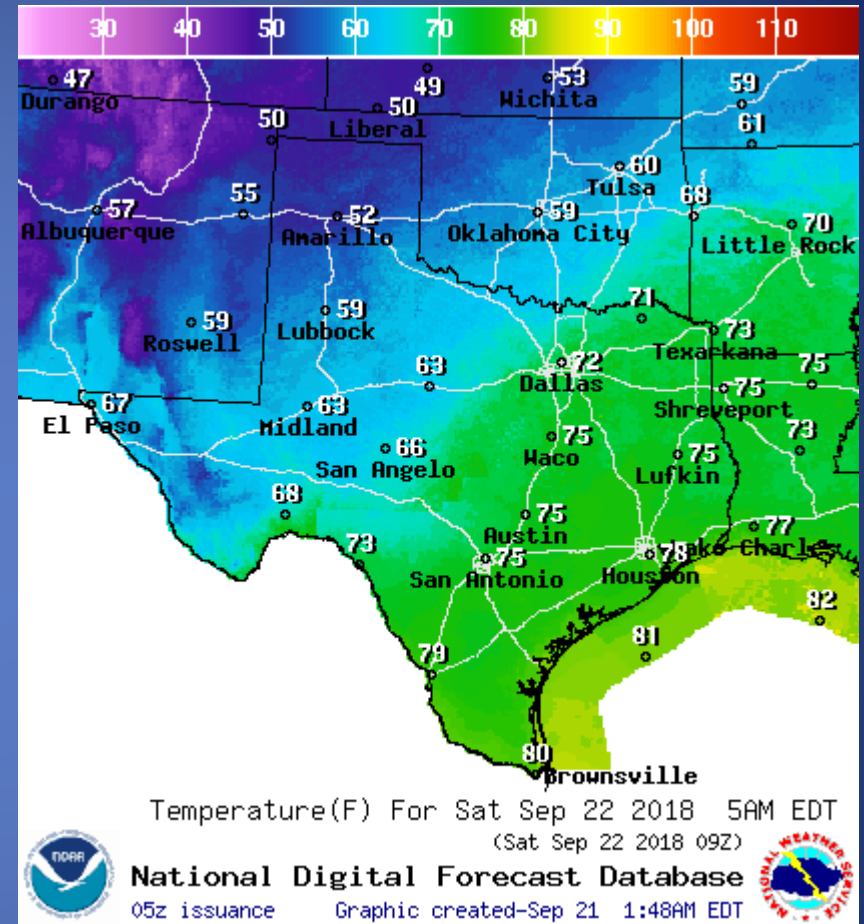 30 40 50 60 70 80 90 100 110
47
Durango
49
53
Wichita
59
50
Liberal
50
61
60
Tulsa
57
Albuquerque
55
52
Amarillo
59
Oklahoma City
68
70
Little Rock
59
Roswell
59
Lubbock
71
73
Texarkana
72
Dallas
63
75
Shreveport
75
67
El Paso
63
Midland
66
San Angelo
75
Waco
75
Lufkin
73
68
75
Austin
77
Lake Charles
73
75
San Antonio
78
Houston
82
81
79
80
Brownsville
Temperature(F) For Sat Sep 22 2018 5AM EDT
(Sat Sep 22 2018 09Z)
National Digital Forecast Database
05z issuance Graphic created-Sep 21 1:48AM EDT
NOAA
NATIONAL WEATHER SERVICE